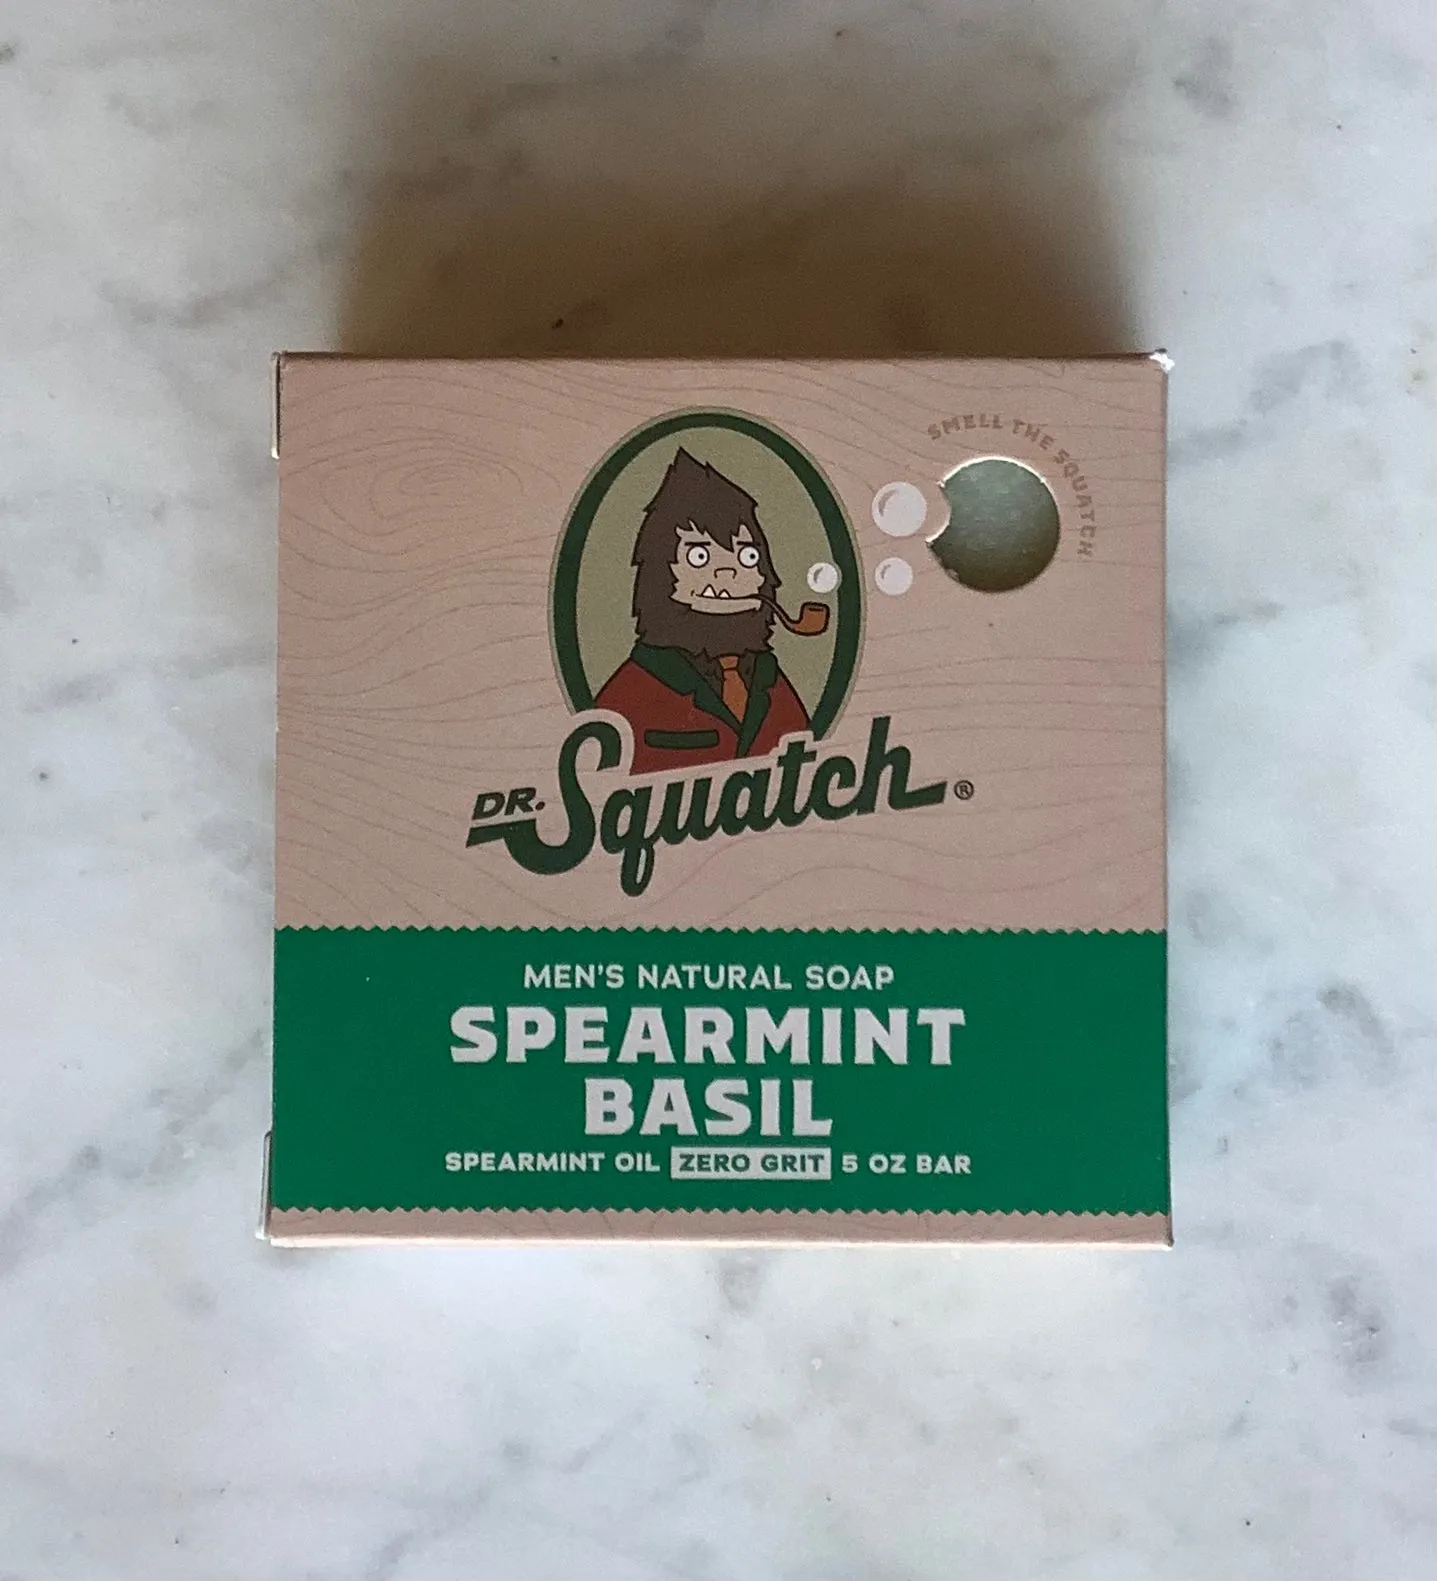 SMELL THE SQUATCH
DR. Squatch®
MEN'S NATURAL SOAP
SPEARMINT
BASIL
SPEARMINT OIL ZERO GRIT 5 OZ BAR